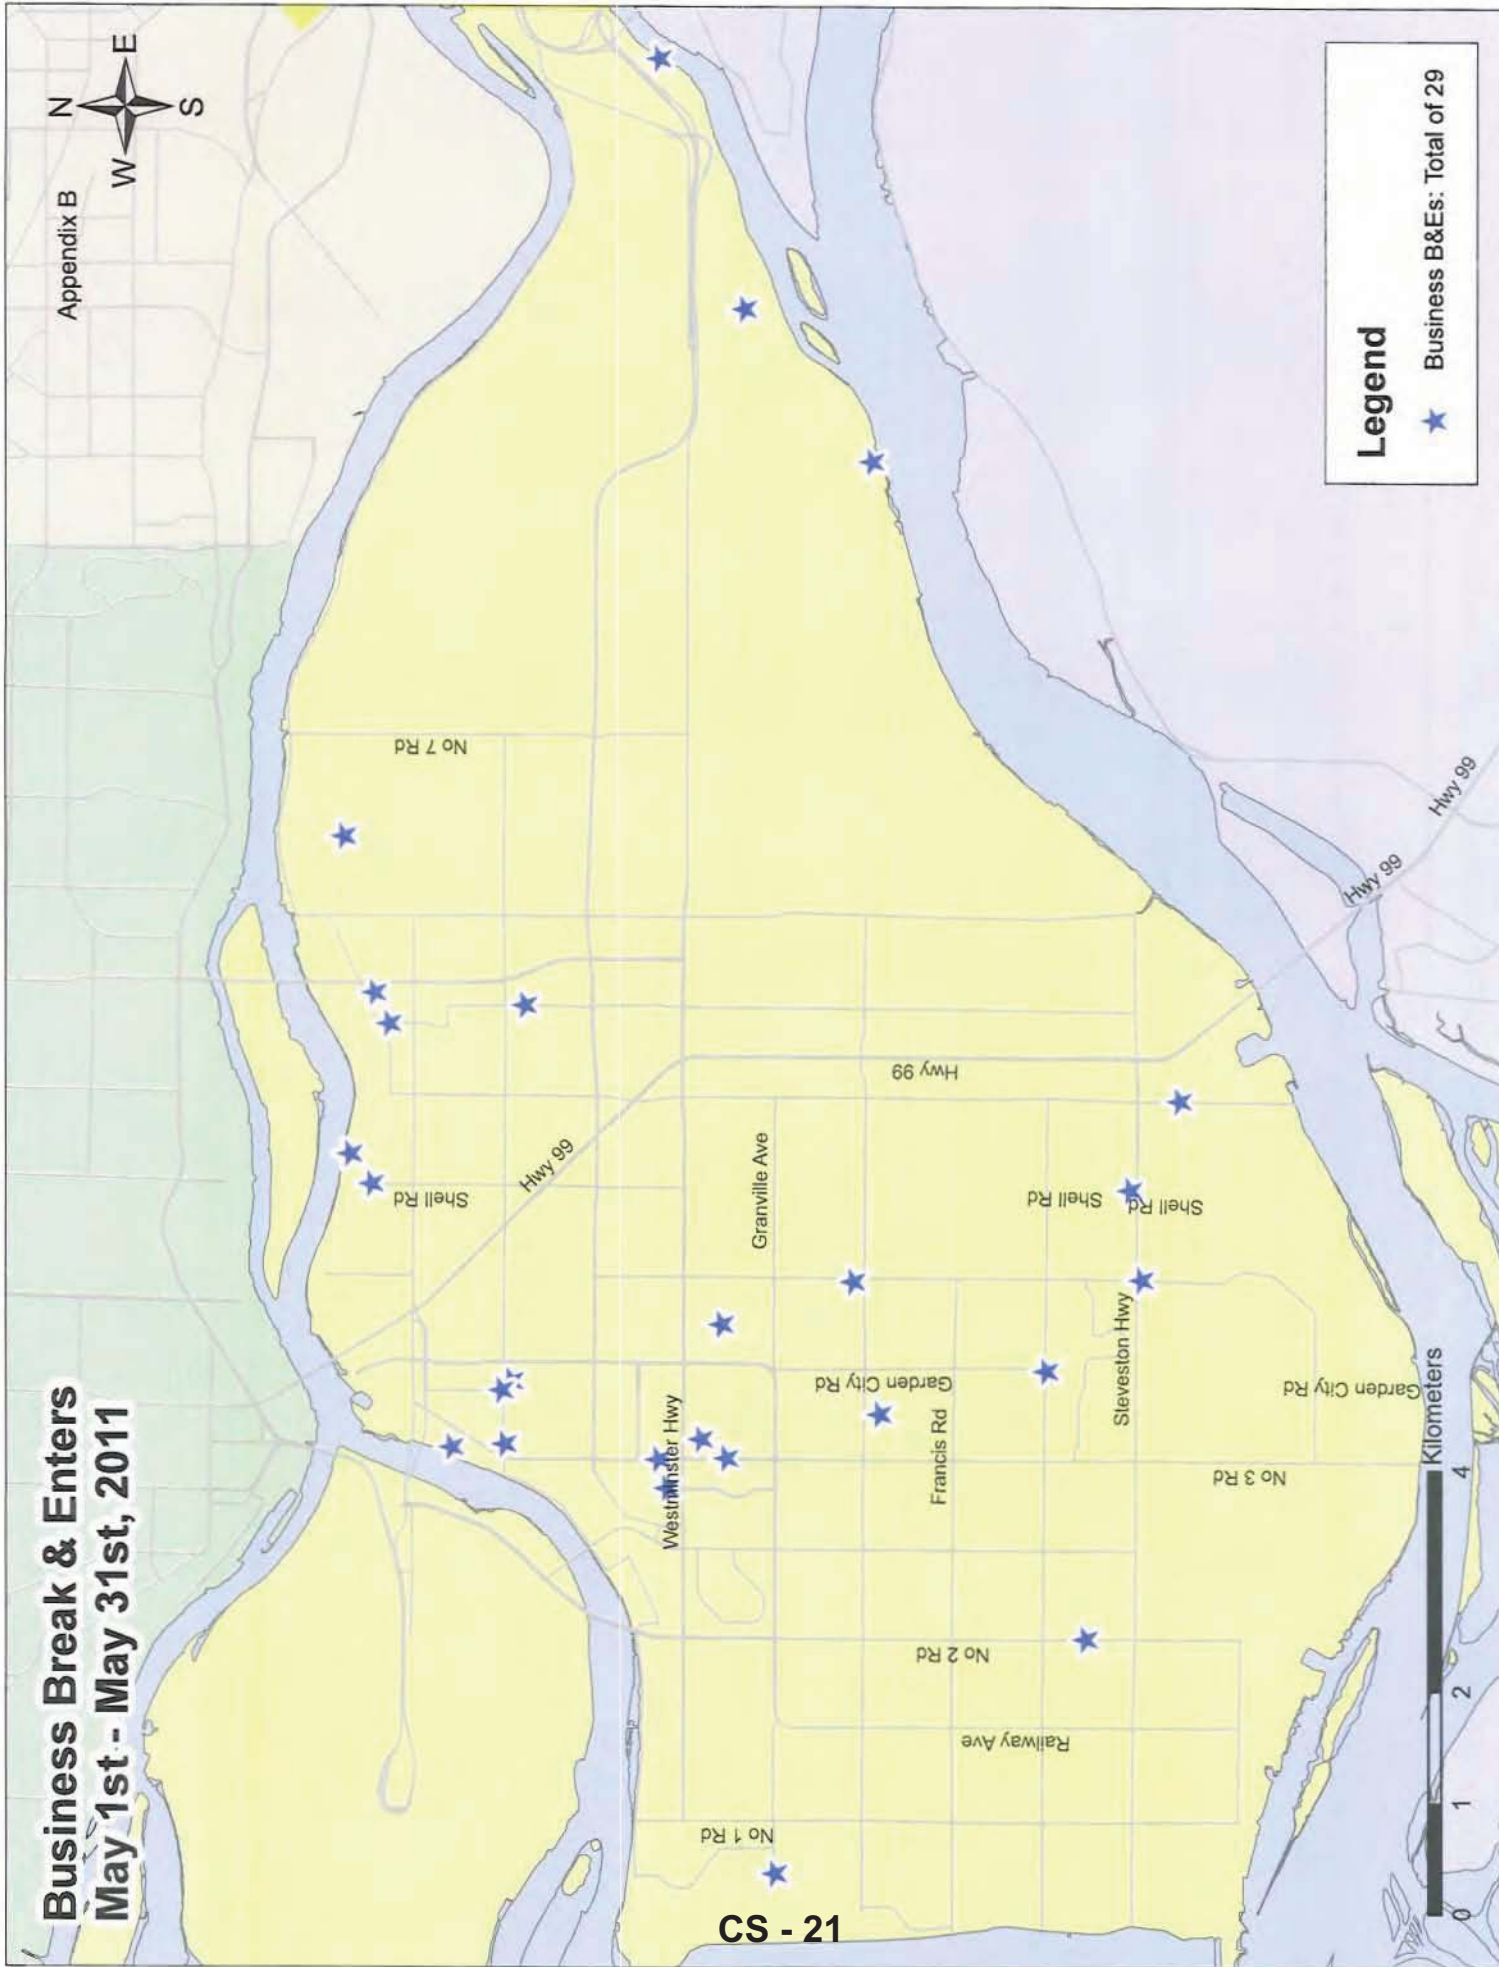 Business Break & Enters
May 1st - May 31st, 2011
Appendix B
N
W
E
S
No 7 Rd
Shell Rd
Hwy 99
Hwy 99
Granville Ave
Westminster Hwy
Garden City Rd
Francis Rd
No 2 Rd
Railway Ave
No 1 Rd
Shell Rd
Shell Rd
Steveston Hwy
No 3 Rd
Garden City Rd
Hwy 99
Hwy 99
Kilometers
0
1
2
4
Legend
Business B&Es: Total of 29
CS - 21